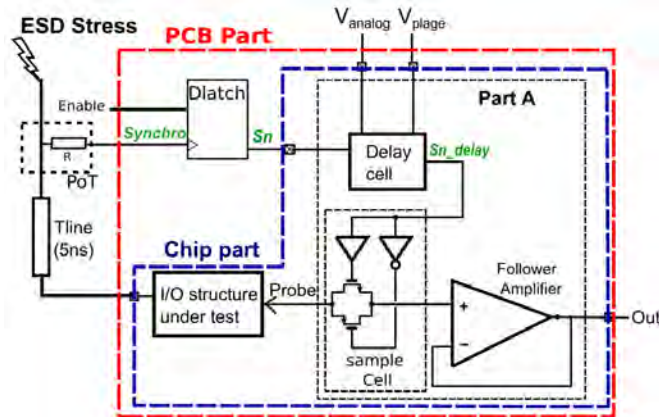 ESD Stress
V_analog V_plage
PCB Part
Part A
Enable
Dlatch
Synchro
Sn
R
PoT
Delay
cell
Sn_delay
Tline
(5ns)
Chip part
I/O structure
under test
Probe
Follower
Amplifier
+
−
Out
sample
Cell